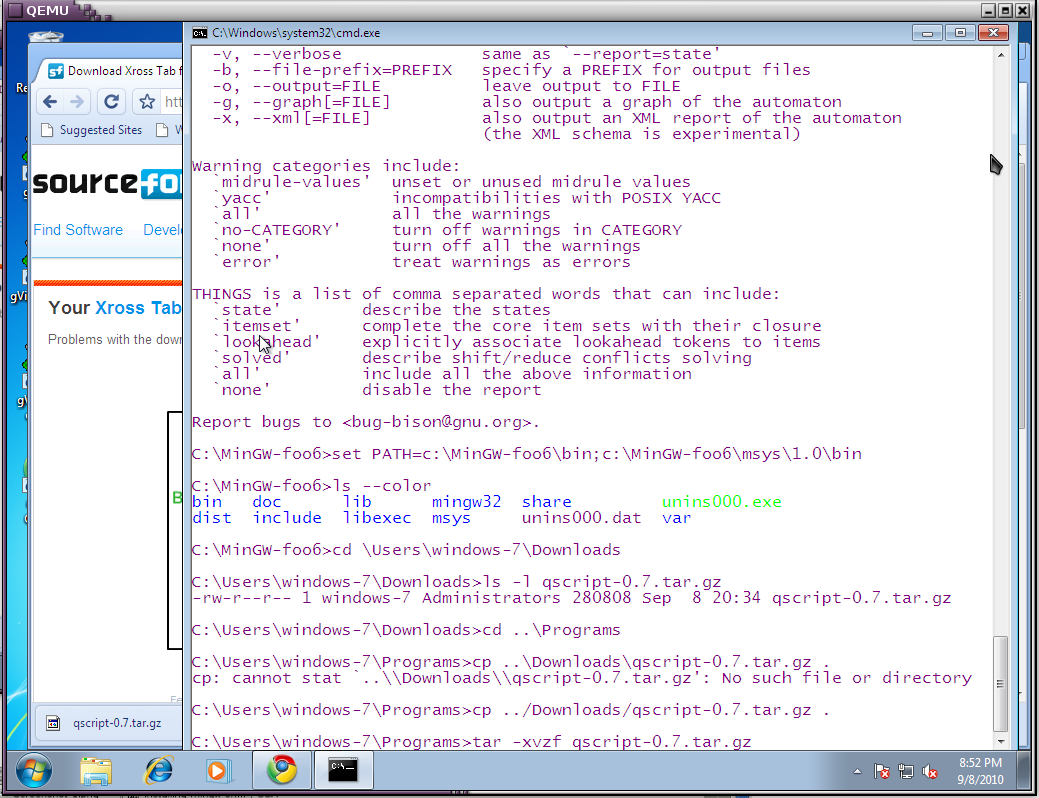 QEMU
C:\Windows\system32\cmd.exe
Download Xross Tab f
Suggested Sites
sourcefo
Find Software Develo
Your Xross Tab
Problems with the down
qscript-0.7.tar.gz
-v, --verbose same as `--report=state'
-b, --file-prefix=PREFIX specify a PREFIX for output files
-o, --output=FILE leave output to FILE
-g, --graph[=FILE] also output a graph of the automaton
-x, --xml[=FILE] also output an XML report of the automaton
(the XML schema is experimental)
Warning categories include:
`midrule-values' unset or unused midrule values
`yacc' incompatibilities with POSIX YACC
`all' all the warnings
`no-CATEGORY' turn off warnings in CATEGORY
`none' turn off all the warnings
`error' treat warnings as errors
THINGS is a list of comma separated words that can include:
`state' describe the states
`itemset' complete the core item sets with their closure
`lookahead' explicitly associate lookahead tokens to items
`solved' describe shift/reduce conflicts solving
`all' include all the above information
`none' disable the report
Report bugs to <bug-bison@gnu.org>.
C:\MinGW-foo6>set PATH=c:\MinGW-foo6\bin;c:\MinGW-foo6\msys\1.0\bin
C:\MinGW-foo6>ls --color
bin doc lib mingw32 share unins000.exe
dist include libexec msys unins000.dat var
C:\MinGW-foo6>cd \Users\windows-7\Downloads
C:\Users\windows-7\Downloads>ls -l qscript-0.7.tar.gz
-rw-r--r-- 1 windows-7 Administrators 280808 Sep 8 20:34 qscript-0.7.tar.gz
C:\Users\windows-7\Downloads>cd ..\Programs
C:\Users\windows-7\Programs>cp ..\Downloads\qscript-0.7.tar.gz .
cp: cannot stat `..\\Downloads\\qscript-0.7.tar.gz': No such file or directory
C:\Users\windows-7\Programs>cp ../Downloads/qscript-0.7.tar.gz .
C:\Users\windows-7\Programs>tar -xvzf qscript-0.7.tar.gz
8:52 PM
9/8/2010